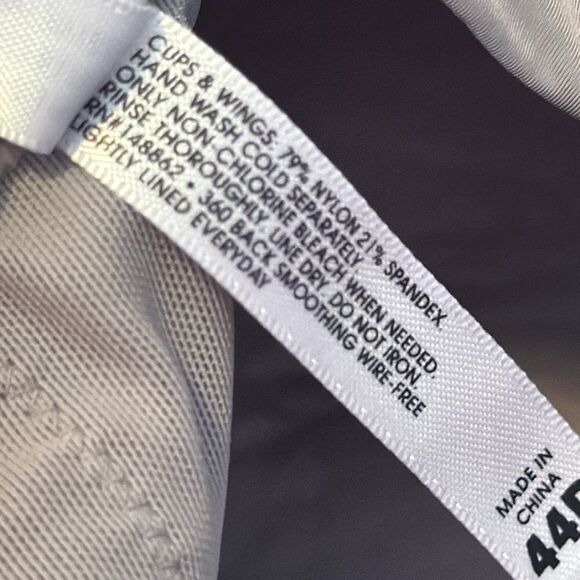 CUPS & WINGS: 79% NYLON 21% SPANDEX
HAND WASH COLD SEPARATELY
ONLY NON-CHLORINE BLEACH WHEN NEEDED.
RINSE THOROUGHLY, LINE DRY. DO NOT IRON.
RN# 148862 • 360 BACK SMOOTHING WIRE-FREE
LIGHTLY LINED EVERYDAY
MADE IN
CHINA